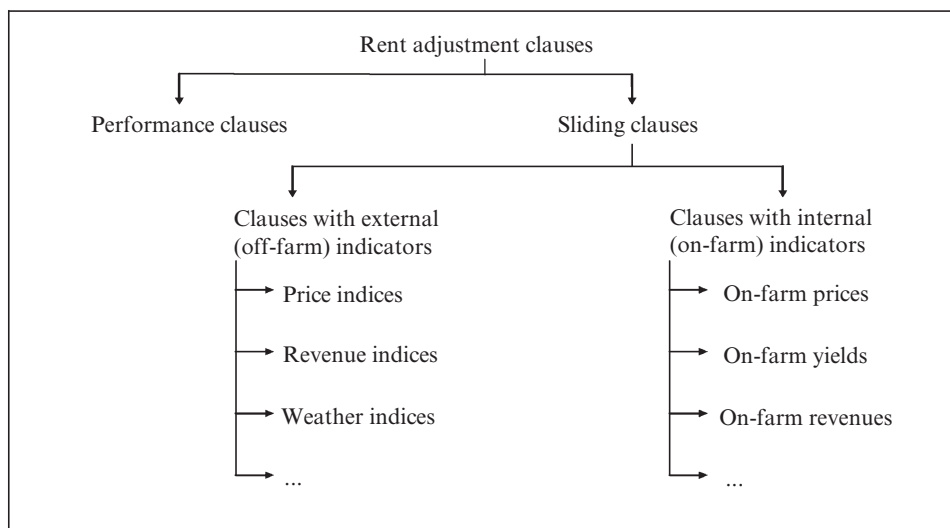 Rent adjustment clauses
Performance clauses
Sliding clauses
Clauses with external
(off-farm) indicators
Price indices
Revenue indices
Weather indices
...
Clauses with internal
(on-farm) indicators
On-farm prices
On-farm yields
On-farm revenues
...